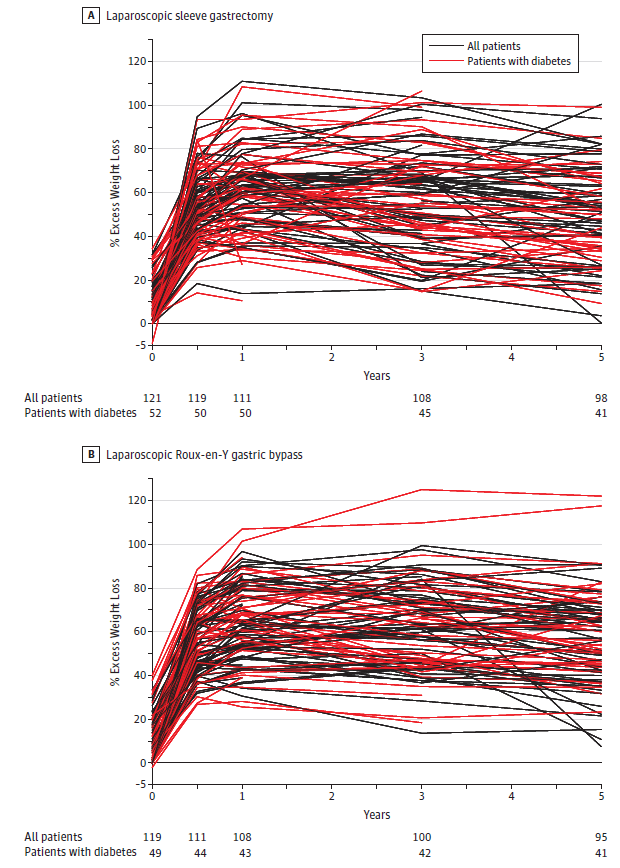 A Laparoscopic sleeve gastrectomy
All patients
Patients with diabetes
120
100
80
60
40
20
0
-5
% Excess Weight Loss
0 1 2 3 4 5
Years
All patients 121 119 111 108 98
Patients with diabetes 52 50 50 45 41
B Laparoscopic Roux-en-Y gastric bypass
120
100
80
60
40
20
0
-5
% Excess Weight Loss
0 1 2 3 4 5
Years
All patients 119 111 108 100 95
Patients with diabetes 49 44 43 42 41